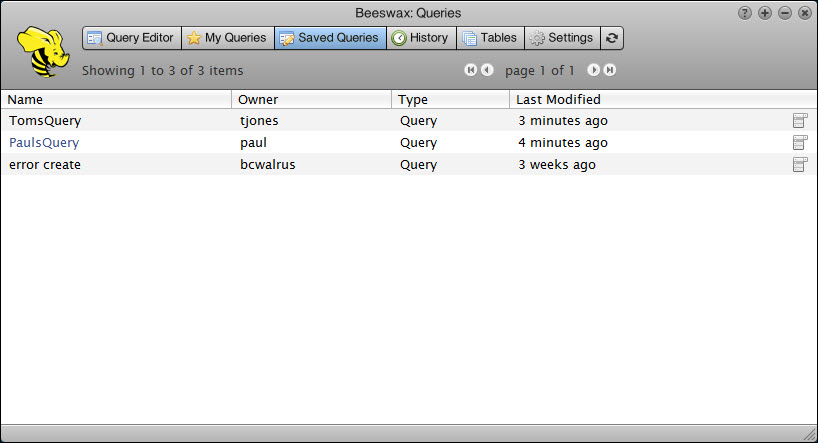 Beeswax: Queries
Query Editor My Queries Saved Queries History Tables Settings
Showing 1 to 3 of 3 items page 1 of 1
Name Owner Type Last Modified
TomsQuery tjones Query 3 minutes ago
PaulsQuery paul Query 4 minutes ago
error create bcwalrus Query 3 weeks ago